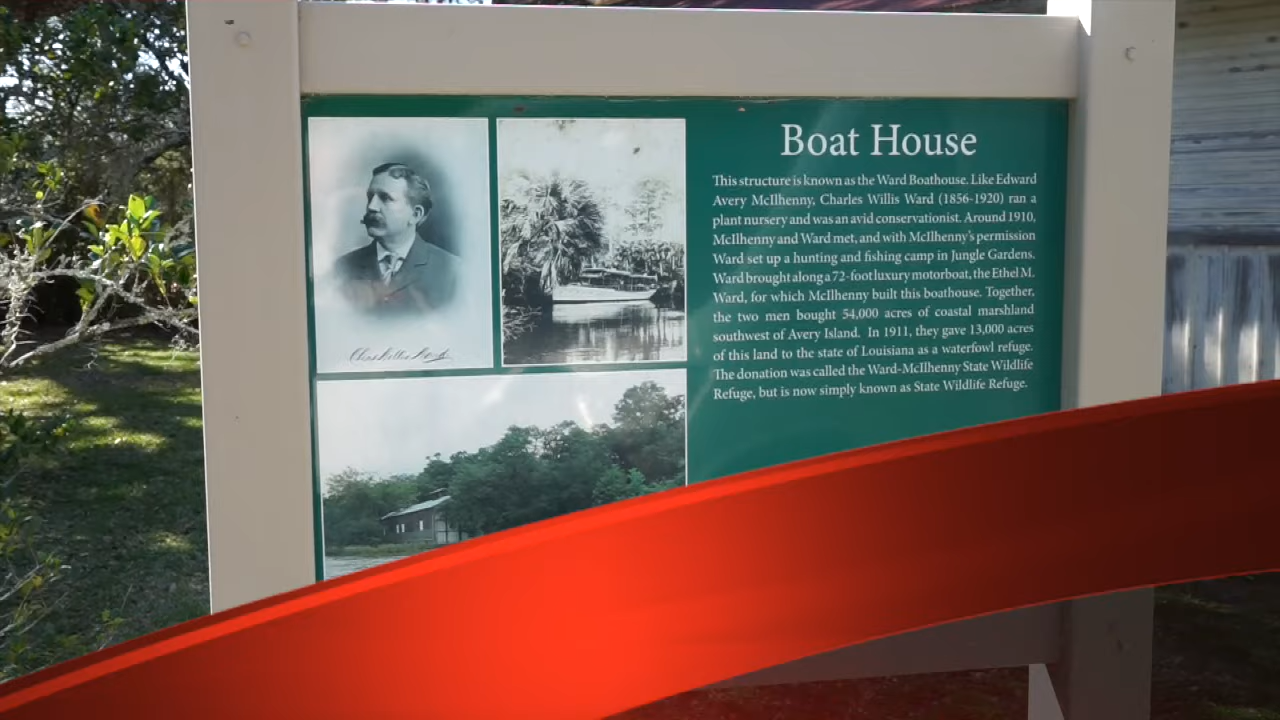 Boat House
This structure is known as the Ward Boathouse. Like Edward
Avery McIlhenny, Charles Willis Ward (1856-1920) ran a
plant nursery and was an avid conservationist. Around 1910,
McIlhenny and Ward met, and with McIlhenny's permission
Ward set up a hunting and fishing camp in Jungle Gardens.
Ward brought along a 72-foot luxury motorboat, the Ethel M.
Ward, for which McIlhenny built this boathouse. Together,
the two men bought 54,000 acres of coastal marshland
southwest of Avery Island. In 1911, they gave 13,000 acres
of this land to the state of Louisiana as a waterfowl refuge.
The donation was called the Ward-McIlhenny State Wildlife
Refuge, but is now simply known as State Wildlife Refuge.